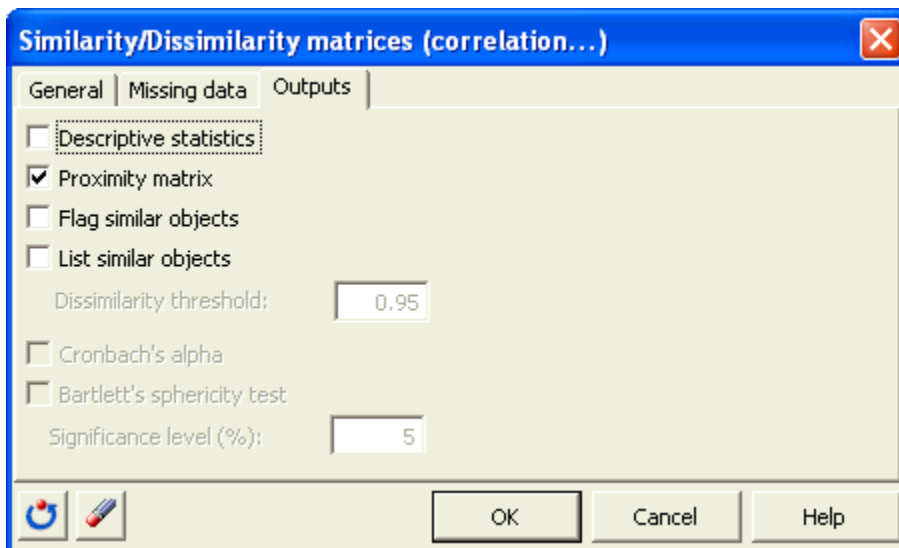 Similarity/Dissimilarity matrices (correlation...)
General Missing data Outputs
Descriptive statistics
Proximity matrix
Flag similar objects
List similar objects
Dissimilarity threshold: 0.95
Cronbach's alpha
Bartlett's sphericity test
Significance level (%): 5
OK Cancel Help